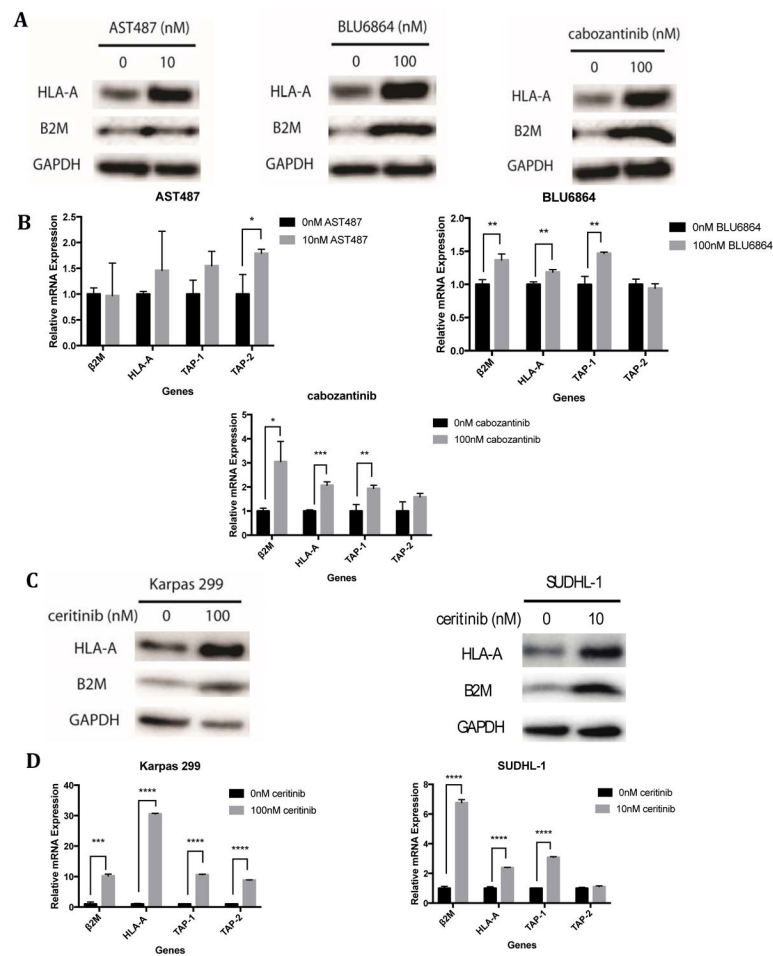 A
AST487 (nM)
0 10
HLA-A
B2M
GAPDH
BLU6864 (nM)
0 100
HLA-A
B2M
GAPDH
cabozantinib (nM)
0 100
HLA-A
B2M
GAPDH
B
AST487
Relative mRNA Expression
2.5
2.0
1.5
1.0
0.5
0.0
*
β2M
HLA-A
TAP-1
TAP-2
Genes
0nM AST487
10nM AST487
BLU6864
Relative mRNA Expression
2.0
1.5
1.0
0.5
0.0
**
**
**
β2M
HLA-A
TAP-1
TAP-2
Genes
0nM BLU6864
100nM BLU6864
cabozantinib
Relative mRNA Expression
5
4
3
2
1
0
*
***
**
β2M
HLA-A
TAP-1
TAP-2
Genes
0nM cabozantinib
100nM cabozantinib
C
Karpas 299
ceritinib (nM) 0 100
HLA-A
B2M
GAPDH
SUDHL-1
ceritinib (nM) 0 10
HLA-A
B2M
GAPDH
D
Karpas 299
Relative mRNA Expression
40
30
20
10
0
***
****
****
****
β2M
HLA-A
TAP-1
TAP-2
Genes
0nM ceritinib
100nM ceritinib
SUDHL-1
Relative mRNA Expression
8
6
4
2
0
****
****
****
β2M
HLA-A
TAP-1
TAP-2
Genes
0nM ceritinib
10nM ceritinib